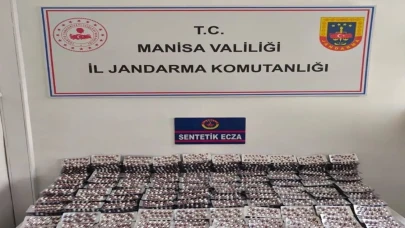 T.C.
MANİSA VALİLİĞİ
İL JANDARMA KOMUTANLIĞI
SENTETİK ECZA